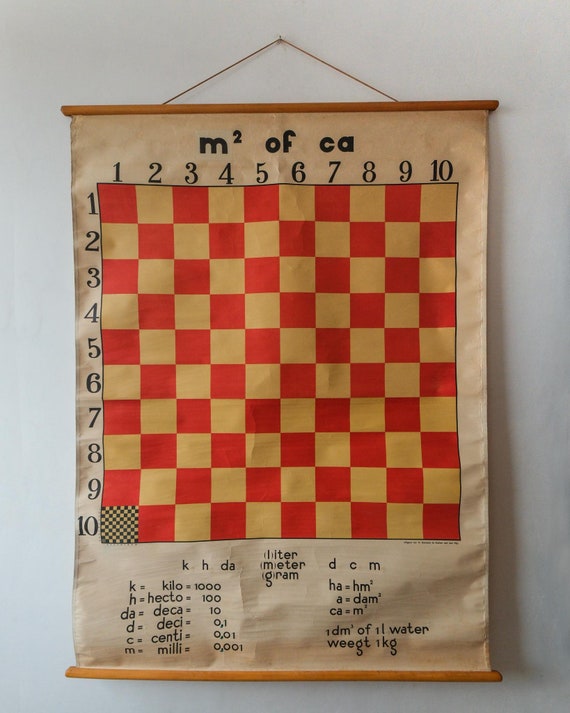 m² of ca
1 2 3 4 5 6 7 8 9 10
1
2
3
4
5
6
7
8
9
10
k h da (l)iter d c m
(m)eter
(g)ram
k = kilo = 1000
h = hecto = 100
da = deca = 10
d = deci = 0,1
c = centi = 0,01
m = milli = 0,001
ha = hm²
a = dam²
ca = m²
1 dm³ of 1 l water
weegt 1 kg